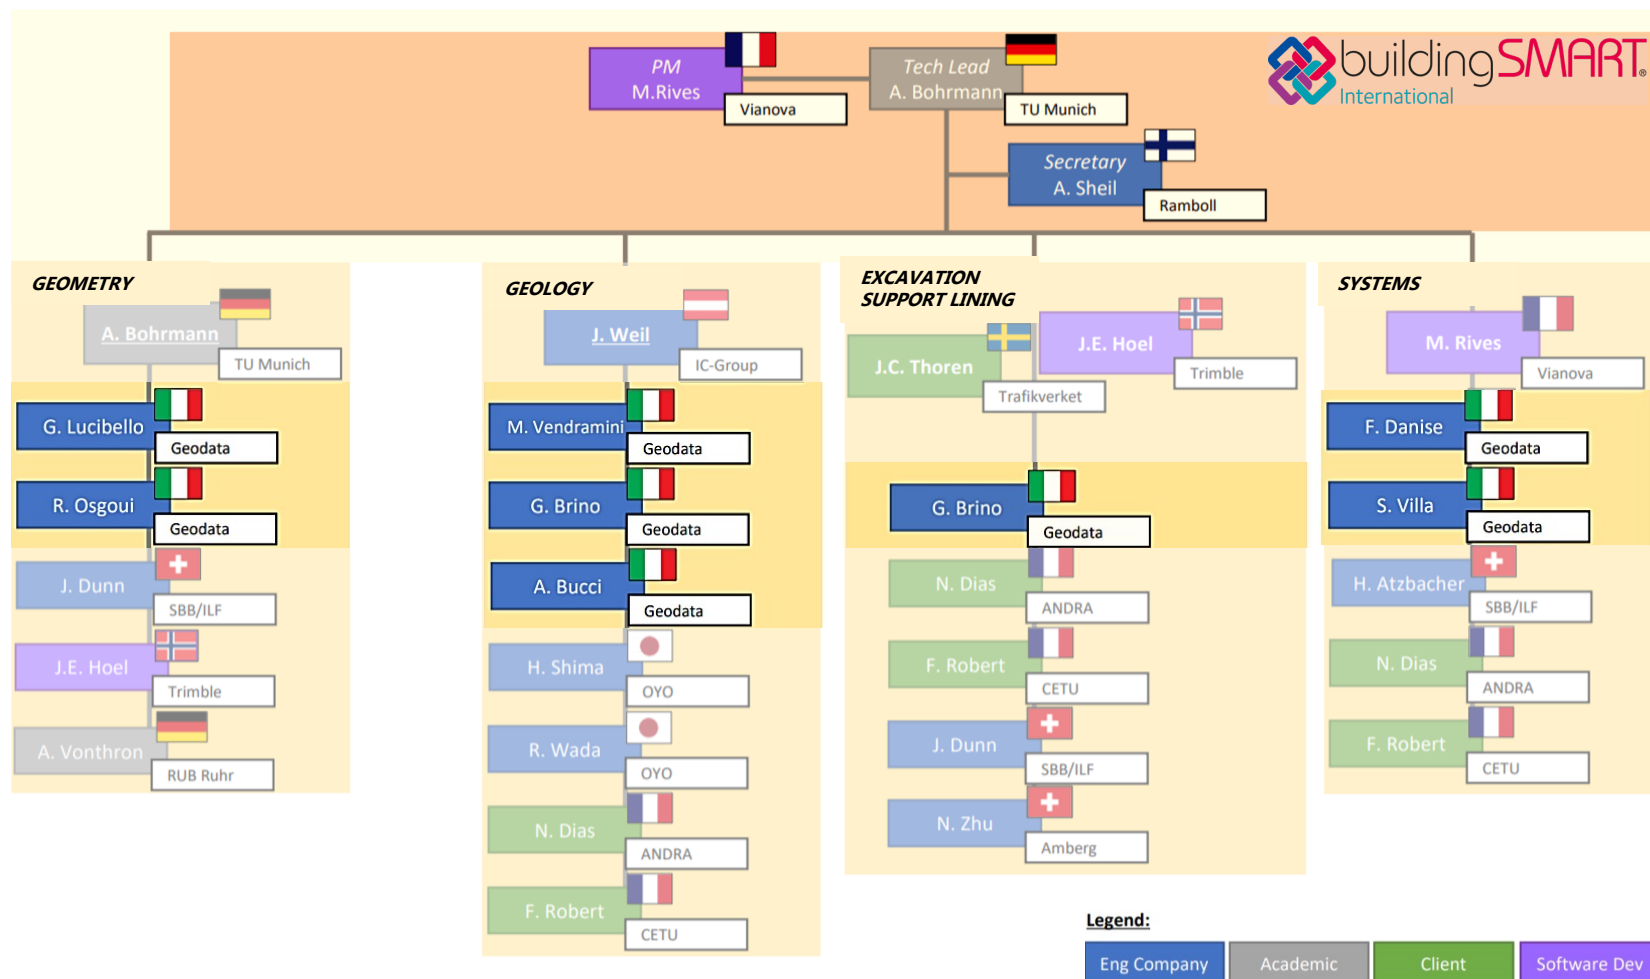 PM
M.Rives
Vianova
Tech Lead
A. Bohrmann
TU Munich
buildingSMART®
International
Secretary
A. Sheil
Ramboll
GEOMETRY
A. Bohrmann
TU Munich
G. Lucibello
Geodata
R. Osgoui
Geodata
J. Dunn
SBB/ILF
J.E. Hoel
Trimble
A. Vonthron
RUB Ruhr
GEOLOGY
J. Weil
IC-Group
M. Vendramini
Geodata
G. Brino
Geodata
A. Bucci
Geodata
H. Shima
OYO
R. Wada
OYO
N. Dias
ANDRA
F. Robert
CETU
EXCAVATION
SUPPORT LINING
J.C. Thoren
Trafikverket
J.E. Hoel
Trimble
G. Brino
Geodata
N. Dias
ANDRA
F. Robert
CETU
J. Dunn
SBB/ILF
N. Zhu
Amberg
SYSTEMS
M. Rives
Vianova
F. Danise
Geodata
S. Villa
Geodata
H. Atzbacher
SBB/ILF
N. Dias
ANDRA
F. Robert
CETU
Legend:
Eng Company
Academic
Client
Software Dev